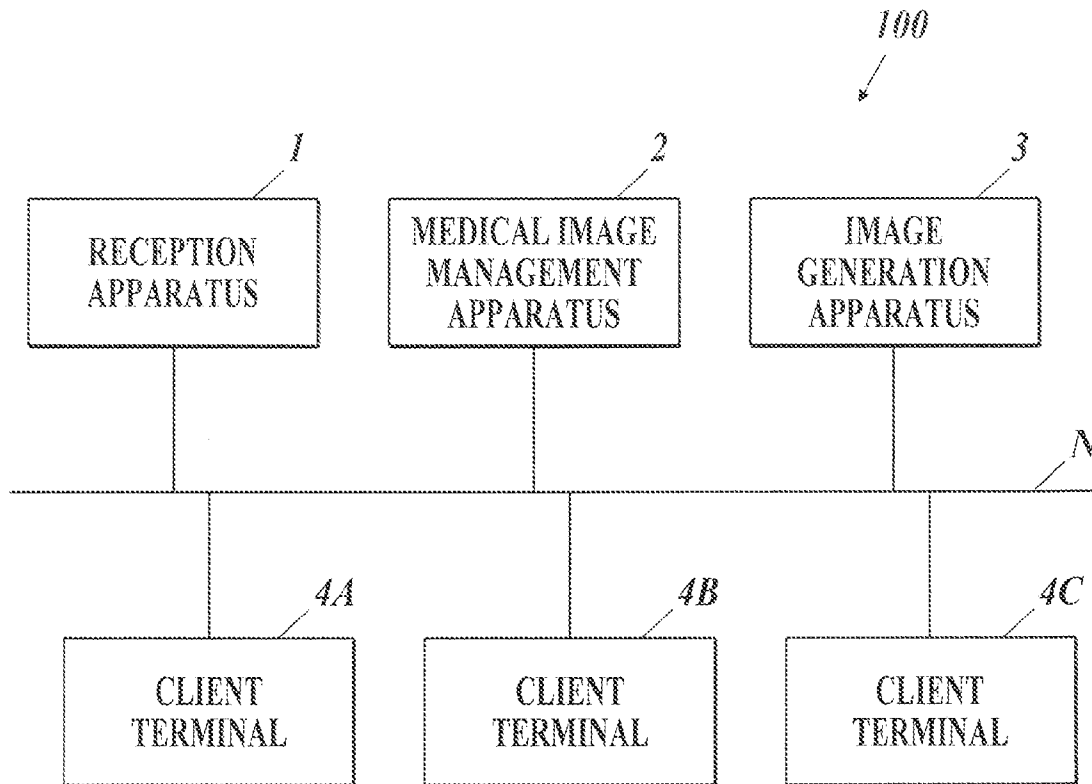 100
1
2
3
RECEPTION
APPARATUS
MEDICAL IMAGE
MANAGEMENT
APPARATUS
IMAGE
GENERATION
APPARATUS
N
4A
4B
4C
CLIENT
TERMINAL
CLIENT
TERMINAL
CLIENT
TERMINAL